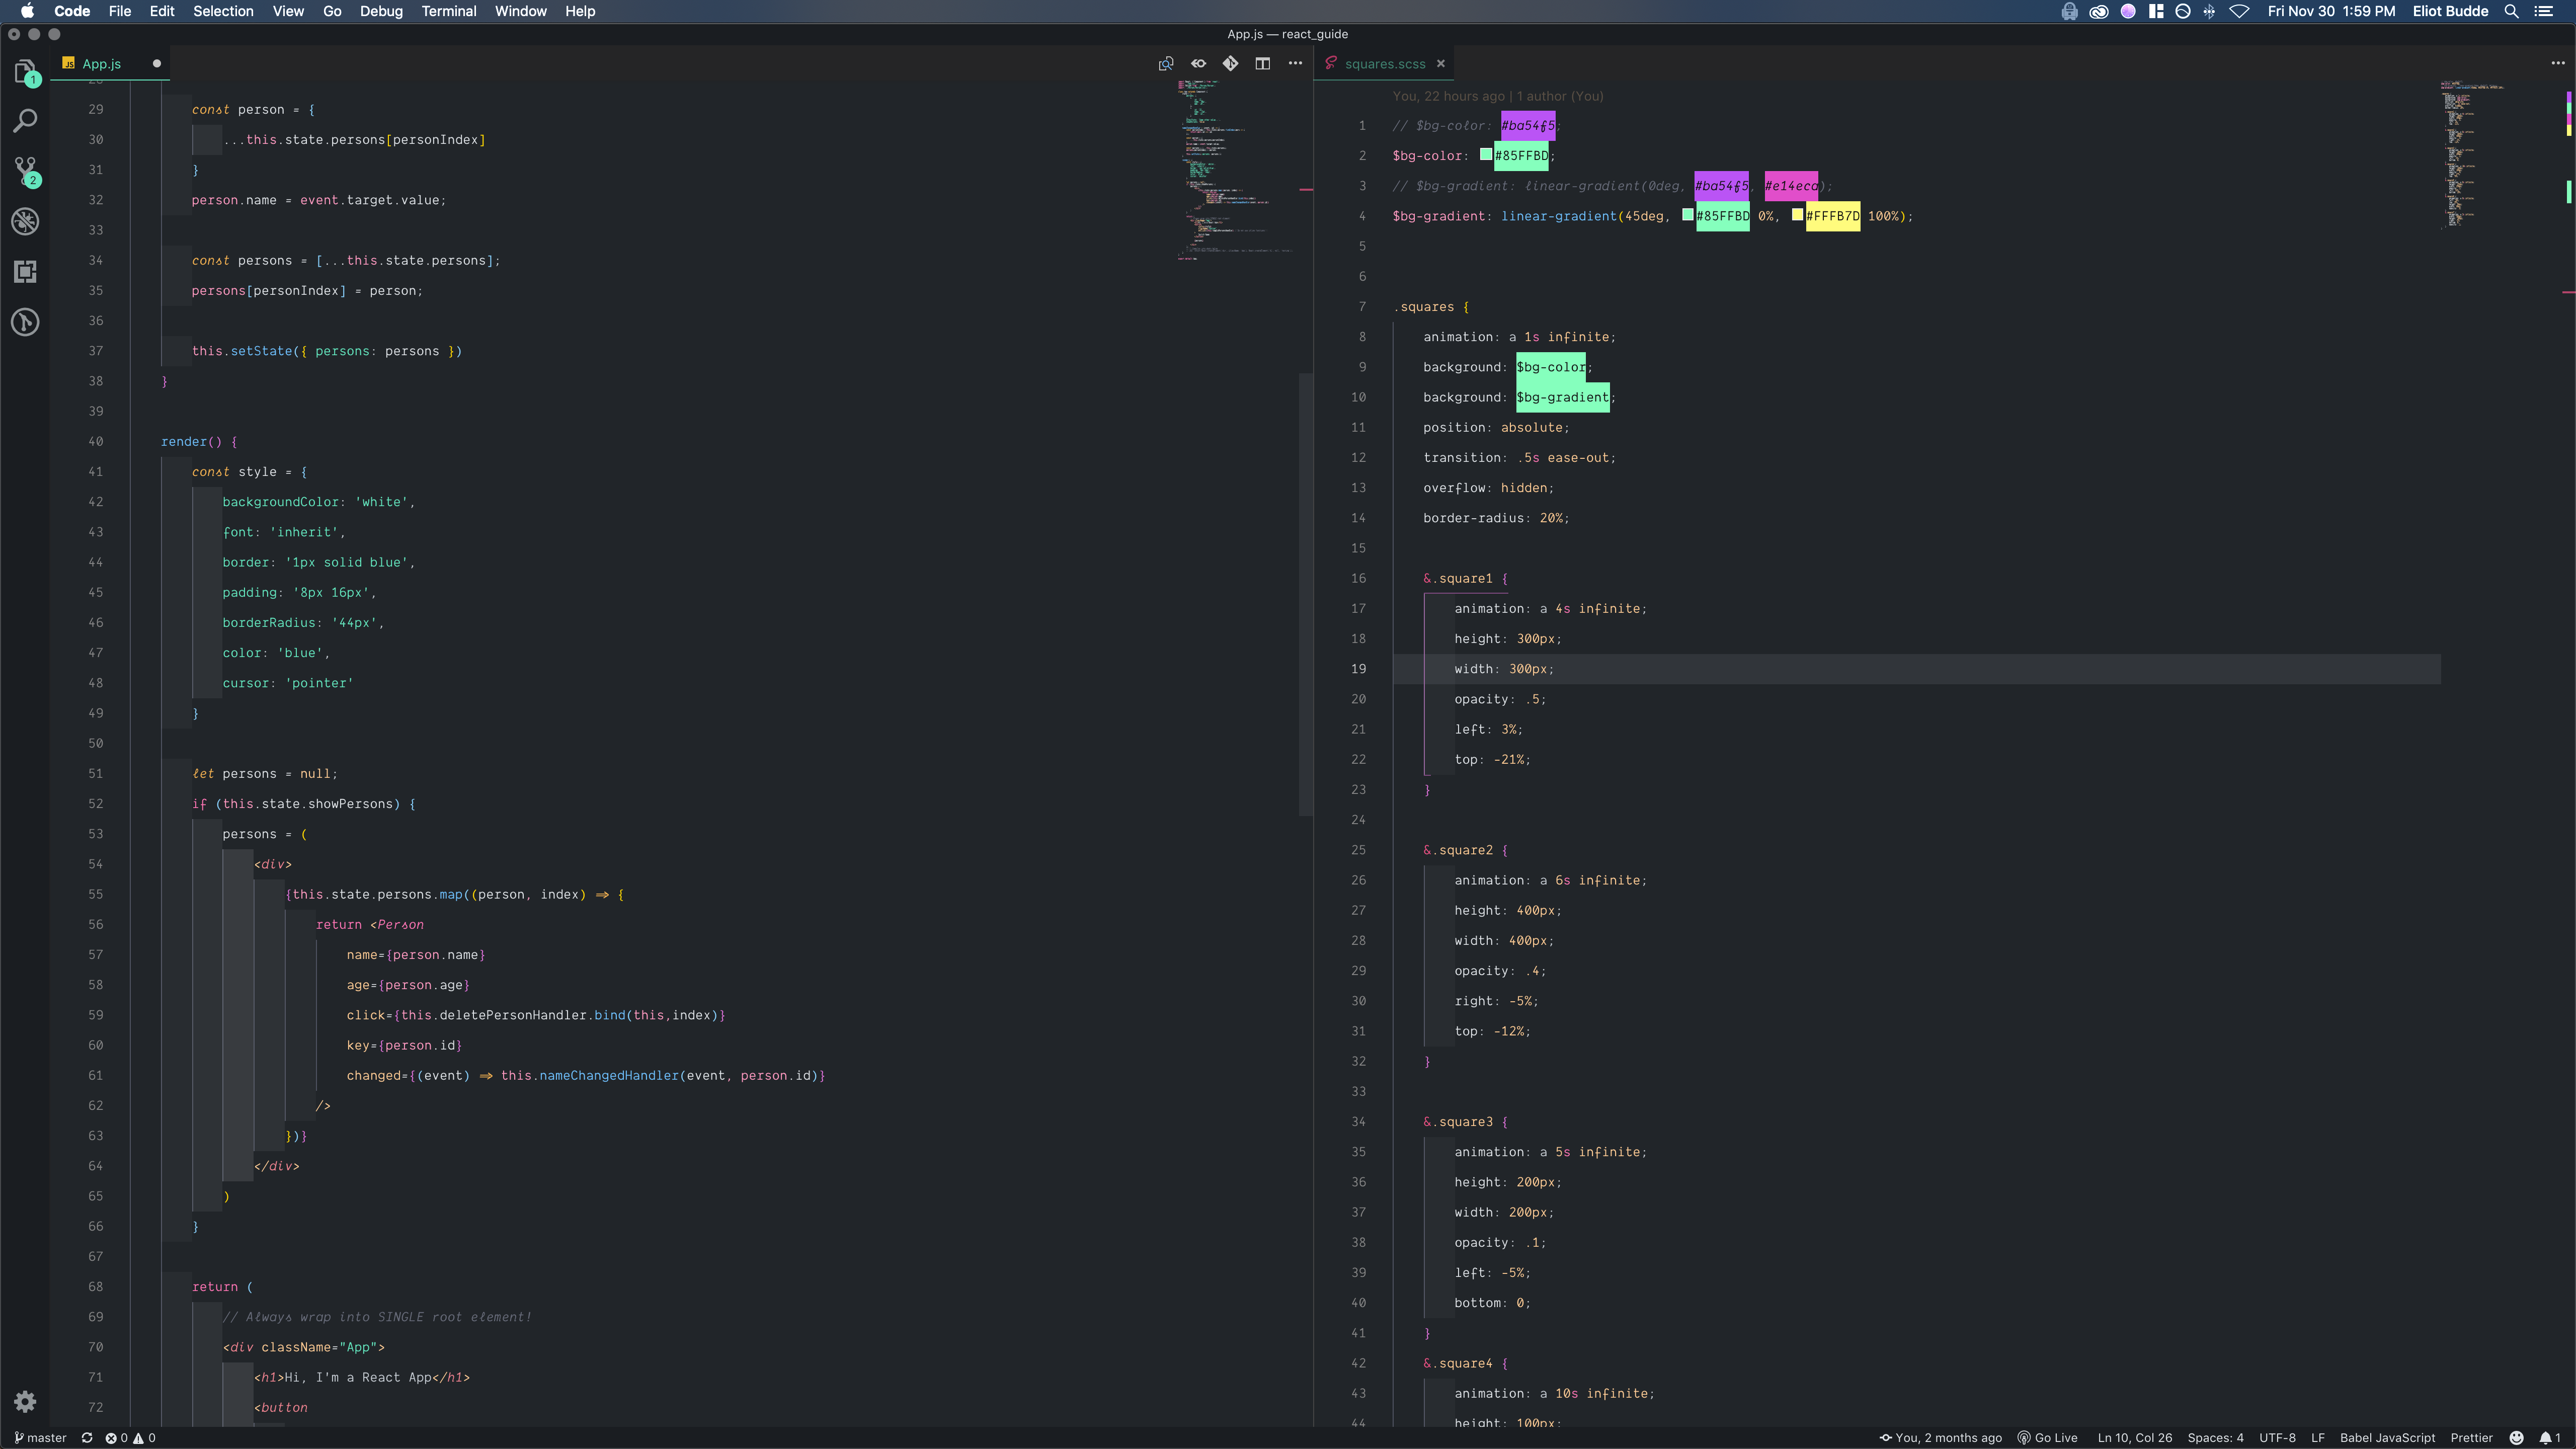 Code File Edit Selection View Go Debug Terminal Window Help
Fri Nov 30 1:59 PM Eliot Budde
App.js — react_guide
1
2
App.js
29 const person = {
30 ...this.state.persons[personIndex]
31 }
32 person.name = event.target.value;
33
34 const persons = [...this.state.persons];
35 persons[personIndex] = person;
36
37 this.setState({ persons: persons })
38 }
39
40 render() {
41 const style = {
42 backgroundColor: 'white',
43 font: 'inherit',
44 border: '1px solid blue',
45 padding: '8px 16px',
46 borderRadius: '44px',
47 color: 'blue',
48 cursor: 'pointer'
49 }
50
51 let persons = null;
52 if (this.state.showPersons) {
53 persons = (
54 <div>
55 {this.state.persons.map((person, index) => {
56 return <Person
57 name={person.name}
58 age={person.age}
59 click={this.deletePersonHandler.bind(this,index)}
60 key={person.id}
61 changed={(event) => this.nameChangedHandler(event, person.id)}
62 />
63 })}
64 </div>
65 )
66 }
67
68 return (
69 // Always wrap into SINGLE root element!
70 <div className="App">
71 <h1>Hi, I'm a React App</h1>
72 <button
squares.scss
You, 22 hours ago | 1 author (You)
1 // $bg-color: #ba54f5;
2 $bg-color: #85FFBD;
3 // $bg-gradient: linear-gradient(0deg, #ba54f5, #e14eca);
4 $bg-gradient: linear-gradient(45deg, #85FFBD 0%, #FFFB7D 100%);
5
6
7 .squares {
8 animation: a 1s infinite;
9 background: $bg-color;
10 background: $bg-gradient;
11 position: absolute;
12 transition: .5s ease-out;
13 overflow: hidden;
14 border-radius: 20%;
15
16 &.square1 {
17 animation: a 4s infinite;
18 height: 300px;
19 width: 300px;
20 opacity: .5;
21 left: 3%;
22 top: -21%;
23 }
24
25 &.square2 {
26 animation: a 6s infinite;
27 height: 400px;
28 width: 400px;
29 opacity: .4;
30 right: -5%;
31 top: -12%;
32 }
33
34 &.square3 {
35 animation: a 5s infinite;
36 height: 200px;
37 width: 200px;
38 opacity: .1;
39 left: -5%;
40 bottom: 0;
41 }
42 &.square4 {
43 animation: a 10s infinite;
44 height: 100px;
master 0 0
You, 2 months ago Go Live Ln 10, Col 26 Spaces: 4 UTF-8 LF Babel JavaScript Prettier 1